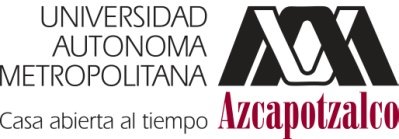 UNIVERSIDAD
AUTONOMA
METROPOLITANA
Casa abierta al tiempo
Azcapotzalco